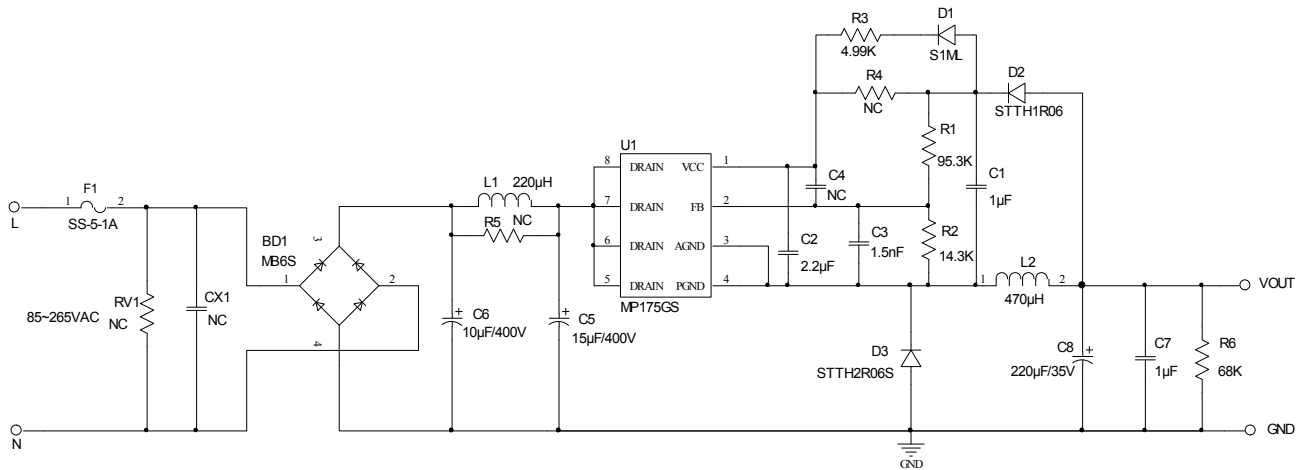 R3
4.99K
D1
S1ML
R4
NC
D2
STTH1R06
R1
95.3K
C1
1µF
U1
8 DRAIN VCC 1
7 DRAIN FB 2
6 DRAIN AGND 3
5 DRAIN PGND 4
MP175GS
C4
NC
C2
2.2µF
C3
1.5nF
R2
14.3K
L1 220µH
R5 NC
F1
1 2
L
SS-5-1A
BD1
MB6S
3
1
2
4
RV1
NC
CX1
NC
85~265VAC
C6
10µF/400V
C5
15µF/400V
1 L2 2
470µH
VOUT
D3
STTH2R06S
C8
220µF/35V
C7
1µF
R6
68K
N
GND
GND